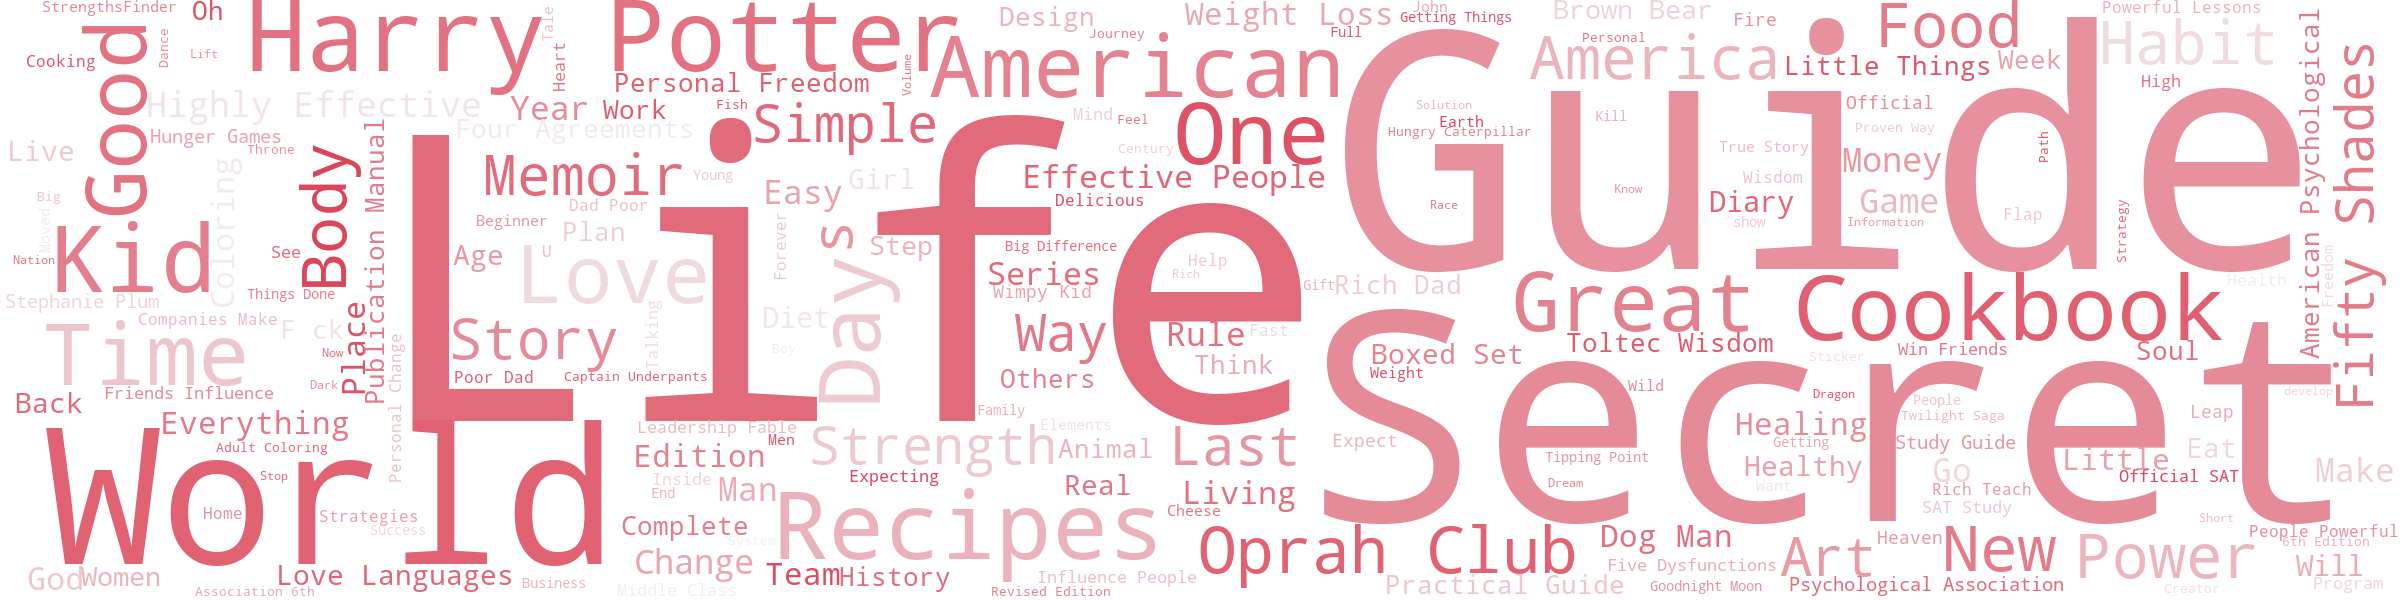 StrengthsFinder
Oh
Harry Potter
Tale
Design
Weight Loss
John
Getting Things
Brown Bear
Fire
Food
Powerful Lessons
Good
Dance
Lift
Cooking
Heart
Journey
Full
Personal
America
Little Things
Week
Habit
American
Personal Freedom
Volume
High
American Psychological
Fifty Shades
Highly Effective
Year
Work
Fish
Simple
Mind
Feel
One
Solution
Earth
Hungry Caterpillar
Kill
Official
Proven Way
Path
Guide
Hunger Games
Throne
Four Agreements
Century
True Story
Money
Live
Coloring
Body
Publication Manual
Memoir
Young
Girl
Effective People
Know
Wisdom
Big
Easy
Delicious
Race
Diary
Game
Dad Poor
Beginner
Flap
show
Information
Strategy
Moved
Kid
See
Life
Plan
Forever
Days
Step
Big Difference
Age
U
Nation
Love
Series
Help
Rich
Wimpy Kid
Gift
Rich Dad
Great
Cookbook
Health
Freedom
Stephanie Plum
Things Done
Companies Make
F ck
Place
Talking
Diet
Time
Personal Change
Story
Boy
Way
Rule
Fast
Think
Boxed Set
Toltec Wisdom
Sticker
Win Friends
Soul
Now
Dark
Poor Dad
Captain Underpants
Others
Weight
Secret
Wild
Dragon
develop
Friends Influence
Back
Family
People
Twilight Saga
Leap
Everything
Leadership Fable
Elements
Healing
Adult Coloring
Men
Strength
Animal
Last
Expect
Getting
Study Guide
Eat
World
Edition
Tipping Point
Healthy
Little
Stop
Inside
Expecting
Go
Official SAT
Make
End
Man
Real
Living
Dream
Want
Rich Teach
Home
Strategies
Recipes
Cheese
SAT Study
Short
Success
Complete
Oprah Club
Dog Man
People Powerful
System
Art
Heaven
New
6th Edition
Change
Power
Five Dysfunctions
Will
God
Women
Love Languages
Business
Team
History
Influence People
Practical Guide
Goodnight Moon
Psychological Association
Creator
Program
Association 6th
Middle Class
Revised Edition